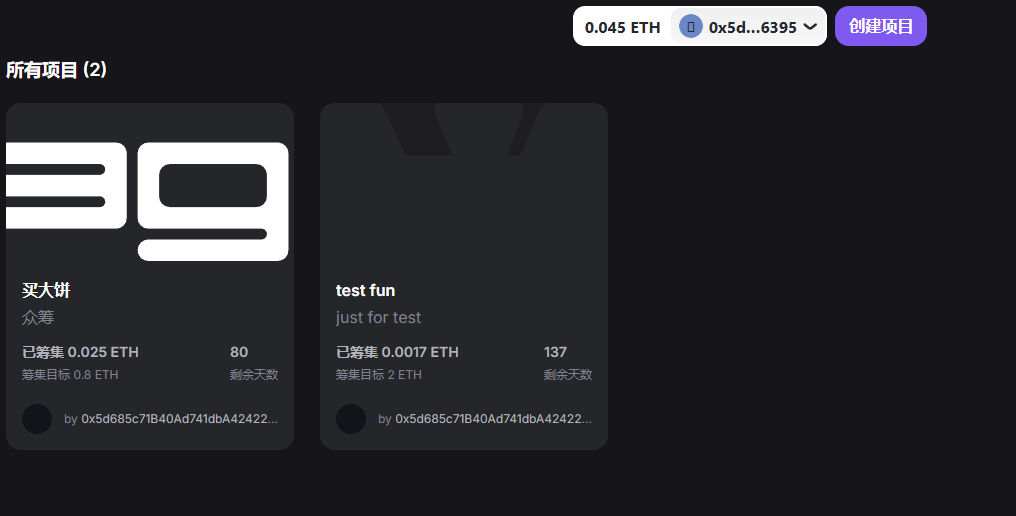 0.045 ETH 0x5d...6395 创建项目
所有项目 (2)
买大饼
众筹
已筹集 0.025 ETH 80
筹集目标 0.8 ETH 剩余天数
by 0x5d685c71B40Ad741dbA42422...
test fun
just for test
已筹集 0.0017 ETH 137
筹集目标 2 ETH 剩余天数
by 0x5d685c71B40Ad741dbA42422...